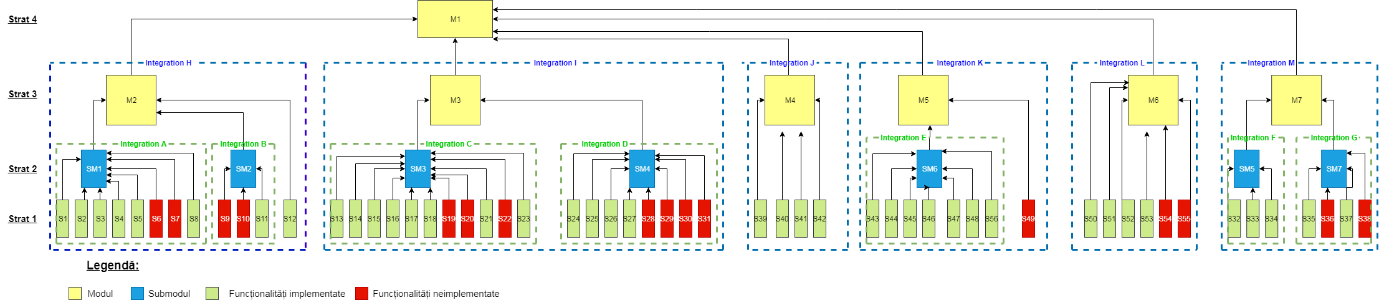 Strat 4
M1
Integration H
Integration I
Integration J
Integration K
Integration L
Integration M
Strat 3
M2
M3
M4
M5
M6
M7
Integration A
Integration B
Integration C
Integration D
Integration E
Integration F
Integration G
Strat 2
SM1
SM2
SM3
SM4
SM6
SM5
SM7
Strat 1
S1 S2 S3 S4 S5 S6 S7 S8 S9 S10 S11 S12 S13 S14 S15 S16 S17 S18 S19 S20 S21 S22 S23 S24 S25 S26 S27 S28 S29 S30 S31 S39 S40 S41 S42 S43 S44 S45 S46 S47 S48 S56 S49 S50 S51 S52 S53 S54 S55 S32 S33 S34 S35 S36 S37 S38
Legendă:
Modul
Submodul
Funcționalități implementate
Funcționalități neimplementate